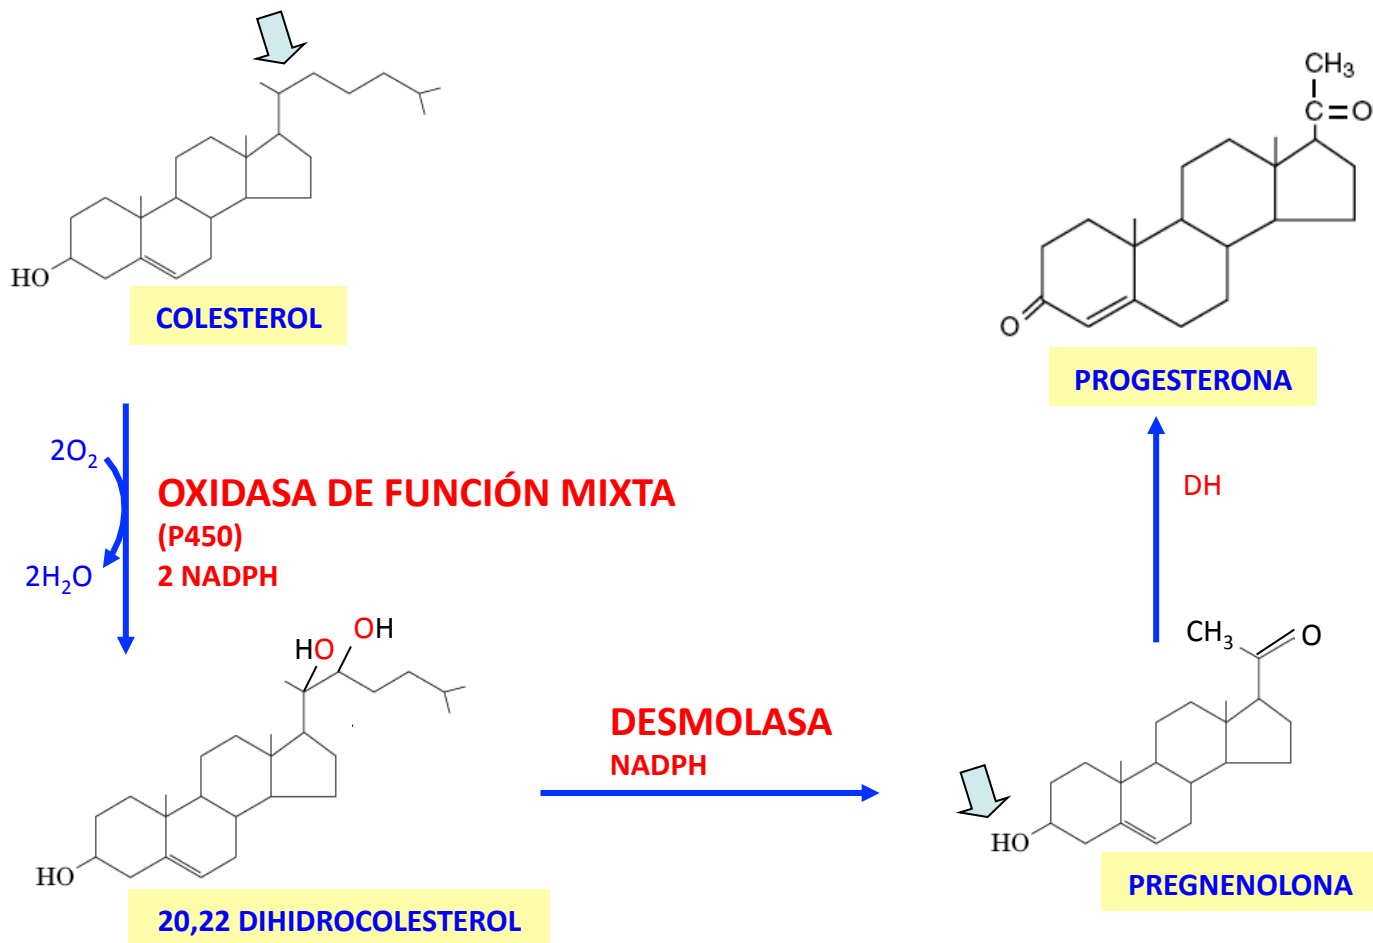 HO
COLESTEROL
2O₂
2H₂O
OXIDASA DE FUNCIÓN MIXTA
(P450)
2 NADPH
HO
OH
HO
20,22 DIHIDROCOLESTEROL
DESMOLASA
NADPH
CH₃
O
HO
PREGNENOLONA
DH
CH₃
C=O
O
PROGESTERONA